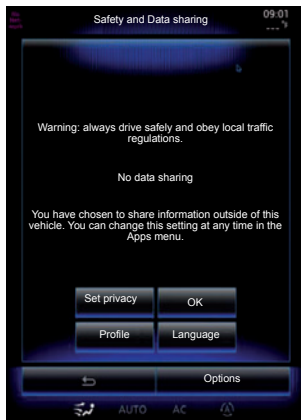 Safety and Data sharing
09:01
Warning: always drive safely and obey local traffic
regulations.
No data sharing
You have chosen to share information outside of this
vehicle. You can change this setting at any time in the
Apps menu.
Set privacy
OK
Profile
Language
Options
AUTO
AC